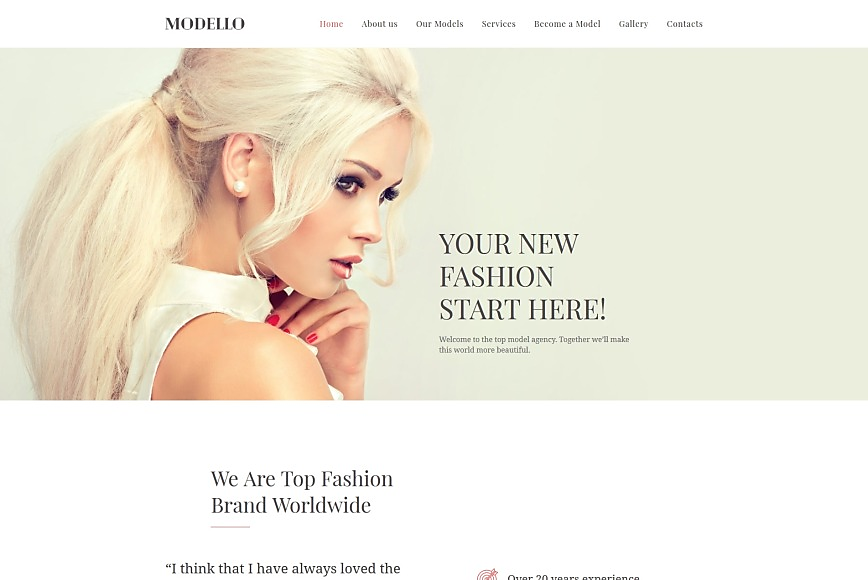 MODELLO
Home About us Our Models Services Become a Model Gallery Contacts
YOUR NEW
FASHION
START HERE!
Welcome to the top model agency. Together we'll make
this world more beautiful.
We Are Top Fashion
Brand Worldwide
“I think that I have always loved the
Over 20 years experience